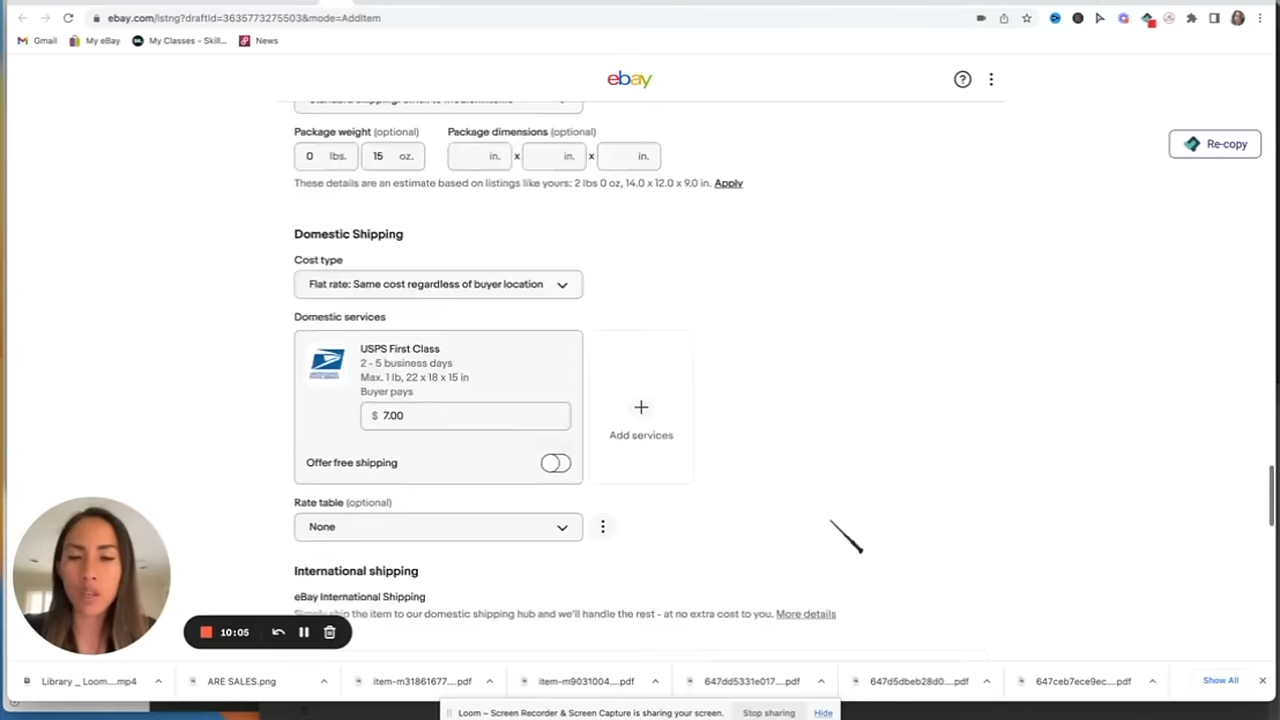 ebay.com/lstng?draftId=3635773275503&mode=AddItem
Gmail My eBay My Classes - Skill... News
ebay
Package weight (optional) Package dimensions (optional)
0 lbs. 15 oz. in. x in. x in.
Re-copy
These details are an estimate based on listings like yours: 2 lbs 0 oz, 14.0 x 12.0 x 9.0 in. Apply
Domestic Shipping
Cost type
Flat rate: Same cost regardless of buyer location
Domestic services
USPS First Class
2 - 5 business days
Max. 1 lb, 22 x 18 x 15 in
Buyer pays
$ 7.00
+
Add services
Offer free shipping
Rate table (optional)
None
International shipping
eBay International Shipping
Simply ship the item to our domestic shipping hub and we'll handle the rest - at no extra cost to you. More details
10:05
Library _ Loom....mp4 ARE SALES.png item-m31861677....pdf item-m9031004....pdf 647dd5331e017....pdf 647d5dbeb28d0....pdf 647ceb7ece9ec....pdf Show All
Loom – Screen Recorder & Screen Capture is sharing your screen. Stop sharing Hide